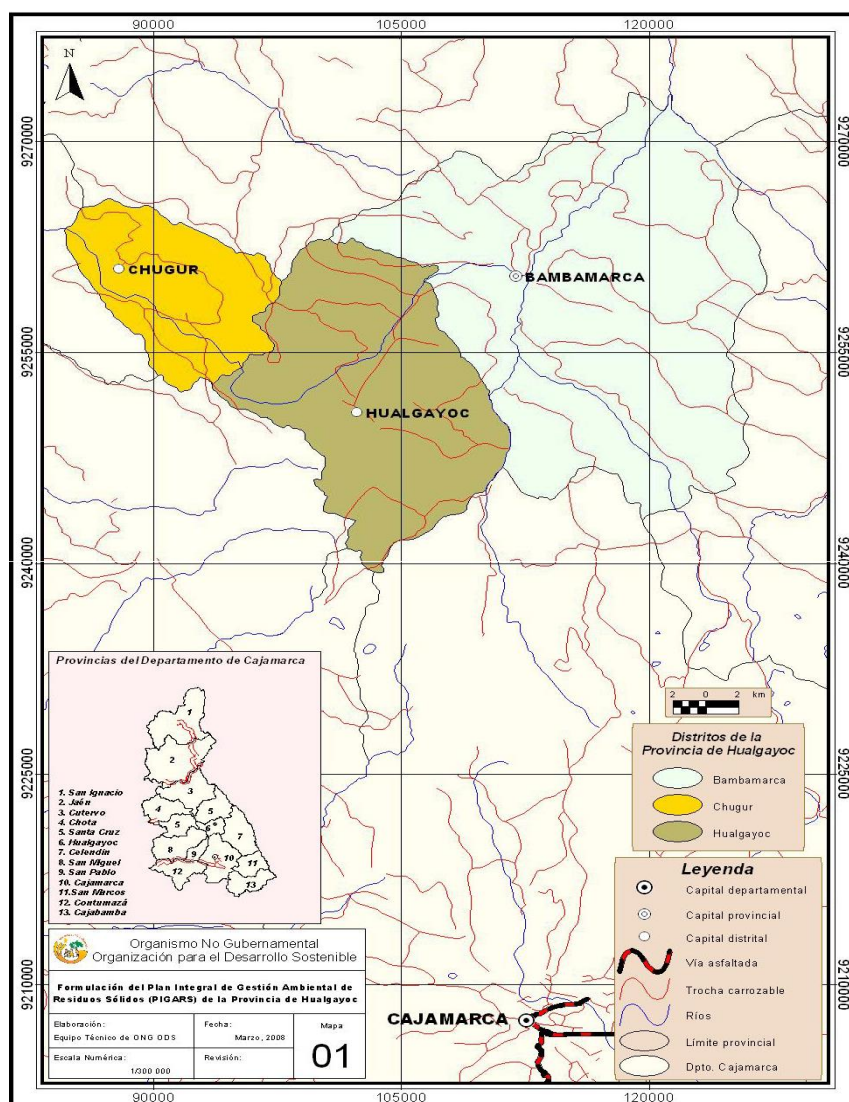 90000 105000 120000
N
9270000 9270000
CHUGUR
BAMBAMARCA
9255000 9255000
HUALGAYOC
9240000 9240000
Provincias del Departamento de Cajamarca
1
2
3
4 5
5 6 7
8 9 10 11
12 13
1. San Ignacio
2. Jaén
3. Cutervo
4. Chota
5. Santa Cruz
6. Hualgayoc
7. Celendín
8. San Miguel
9. San Pablo
10. Cajamarca
11. San Marcos
12. Contumazá
13. Cajabamba
2 0 2 km
Distritos de la
Provincia de Hualgayoc
Bambamarca
Chugur
Hualgayoc
9225000
Leyenda
Capital departamental
Capital provincial
Capital distrital
Vía asfaltada
Trocha carrozable
Ríos
Límite provincial
Dpto. Cajamarca
9210000 9210000
CAJAMARCA
Organismo No Gubernamental
Organización para el Desarrollo Sostenible
Formulación del Plan Integral de Gestión Ambiental de
Residuos Sólidos (PIGARS) de la Provincia de Hualgayoc
Elaboración:
Equipo Técnico de ONG ODS
Fecha:
Marzo, 2008
Mapa
01
Escala Numérica:
1/300 000
Revisión:
90000 105000 120000